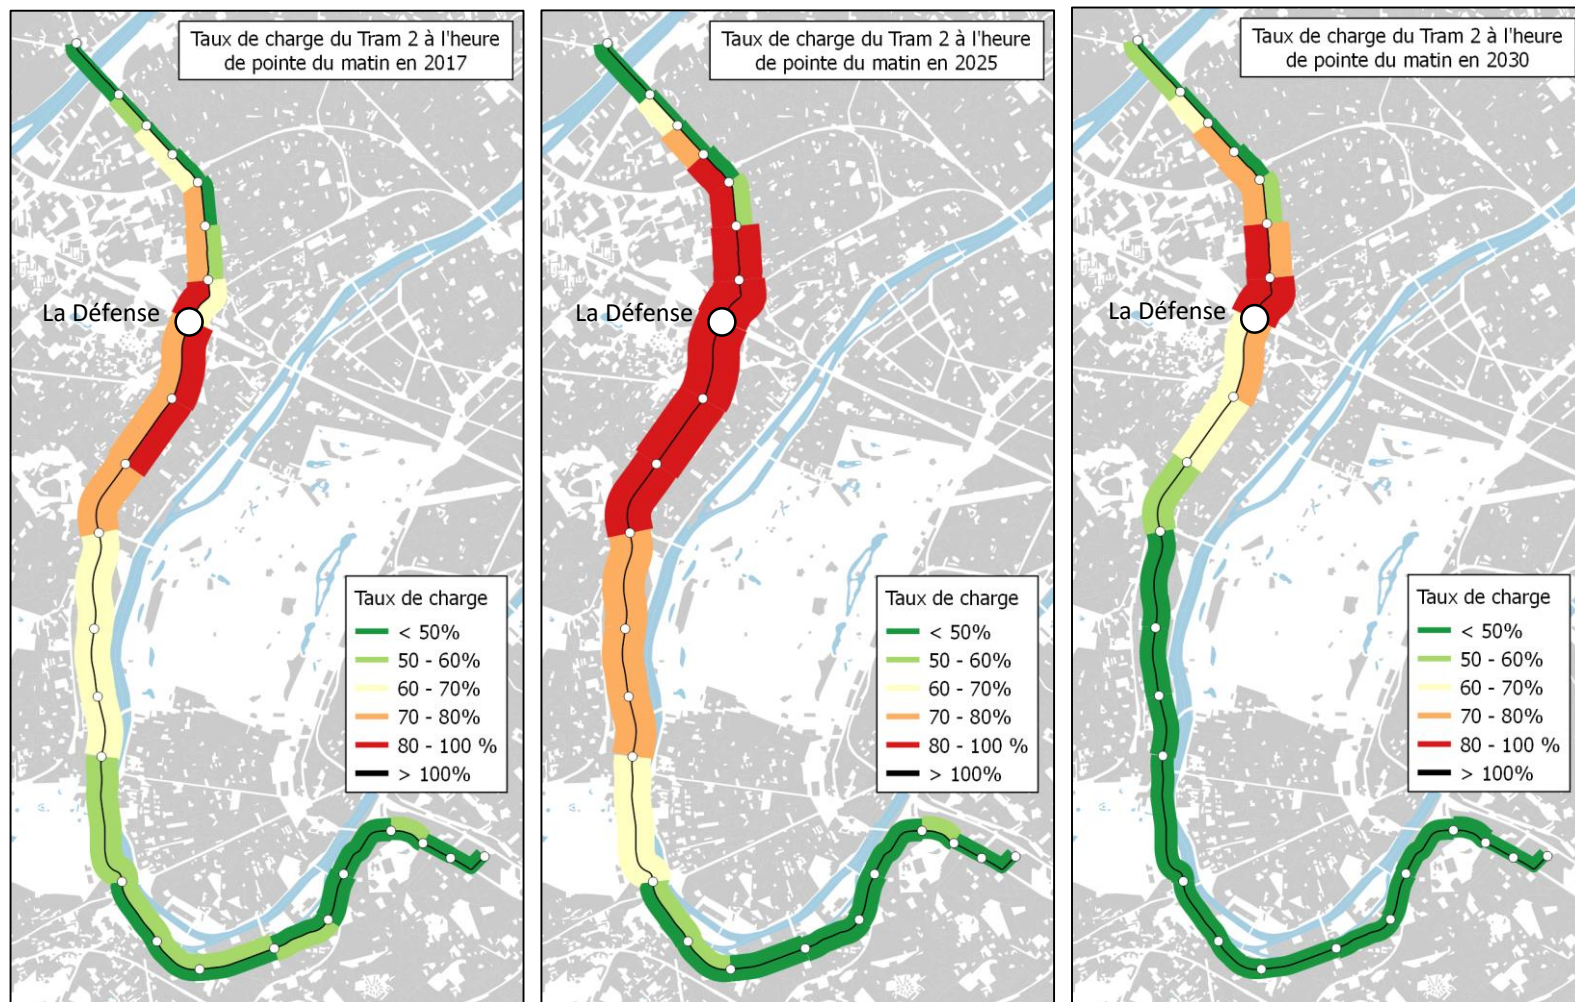 Taux de charge du Tram 2 à l'heure
de pointe du matin en 2017
La Défense
Taux de charge
< 50%
50 - 60%
60 - 70%
70 - 80%
80 - 100 %
> 100%
Taux de charge du Tram 2 à l'heure
de pointe du matin en 2025
La Défense
Taux de charge
< 50%
50 - 60%
60 - 70%
70 - 80%
80 - 100 %
> 100%
Taux de charge du Tram 2 à l'heure
de pointe du matin en 2030
La Défense
Taux de charge
< 50%
50 - 60%
60 - 70%
70 - 80%
80 - 100 %
> 100%